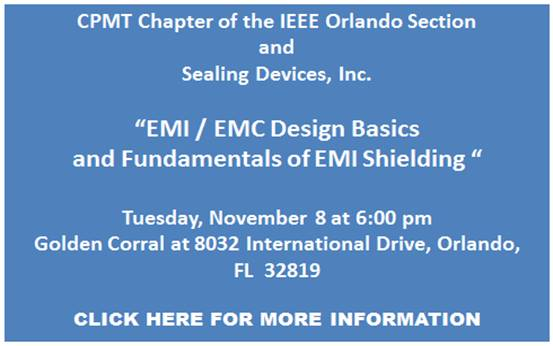 CPMT Chapter of the IEEE Orlando Section
and
Sealing Devices, Inc.
“EMI / EMC Design Basics
and Fundamentals of EMI Shielding “
Tuesday, November 8 at 6:00 pm
Golden Corral at 8032 International Drive, Orlando,
FL 32819
CLICK HERE FOR MORE INFORMATION